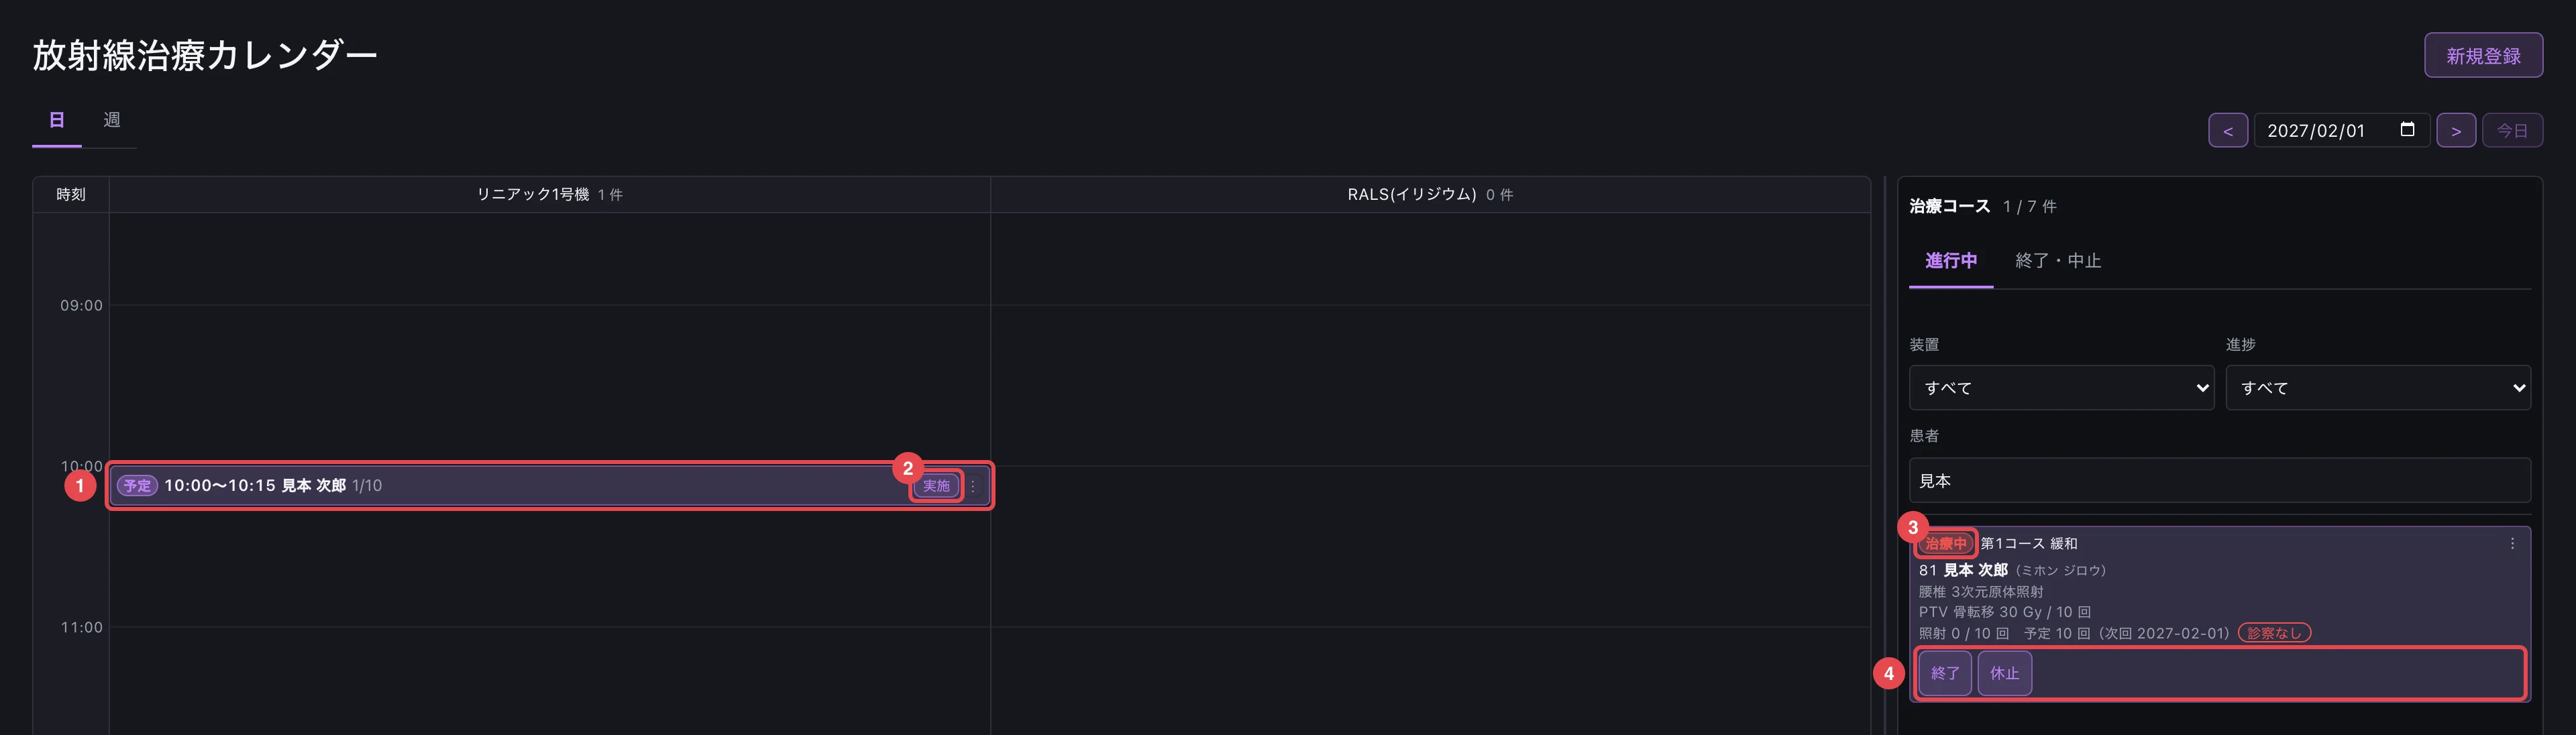 放射線治療カレンダー
新規登録
日 週
< 2027/02/01 > 今日
時刻 リニアック1号機 1 件 RALS(イリジウム) 0 件
09:00
10:00
11:00
1
予定 10:00〜10:15 見本 次郎 1/10 実施 ⋮
2
治療コース 1 / 7 件
進行中 終了・中止
装置 進捗
すべて すべて
患者
見本
3
治療中 第1コース 緩和 ⋮
81 見本 次郎 (ミホン ジロウ)
腰椎 3次元原体照射
PTV 骨転移 30 Gy / 10 回
照射 0 / 10 回 予定 10 回 (次回 2027-02-01) 診察なし
4
終了 休止